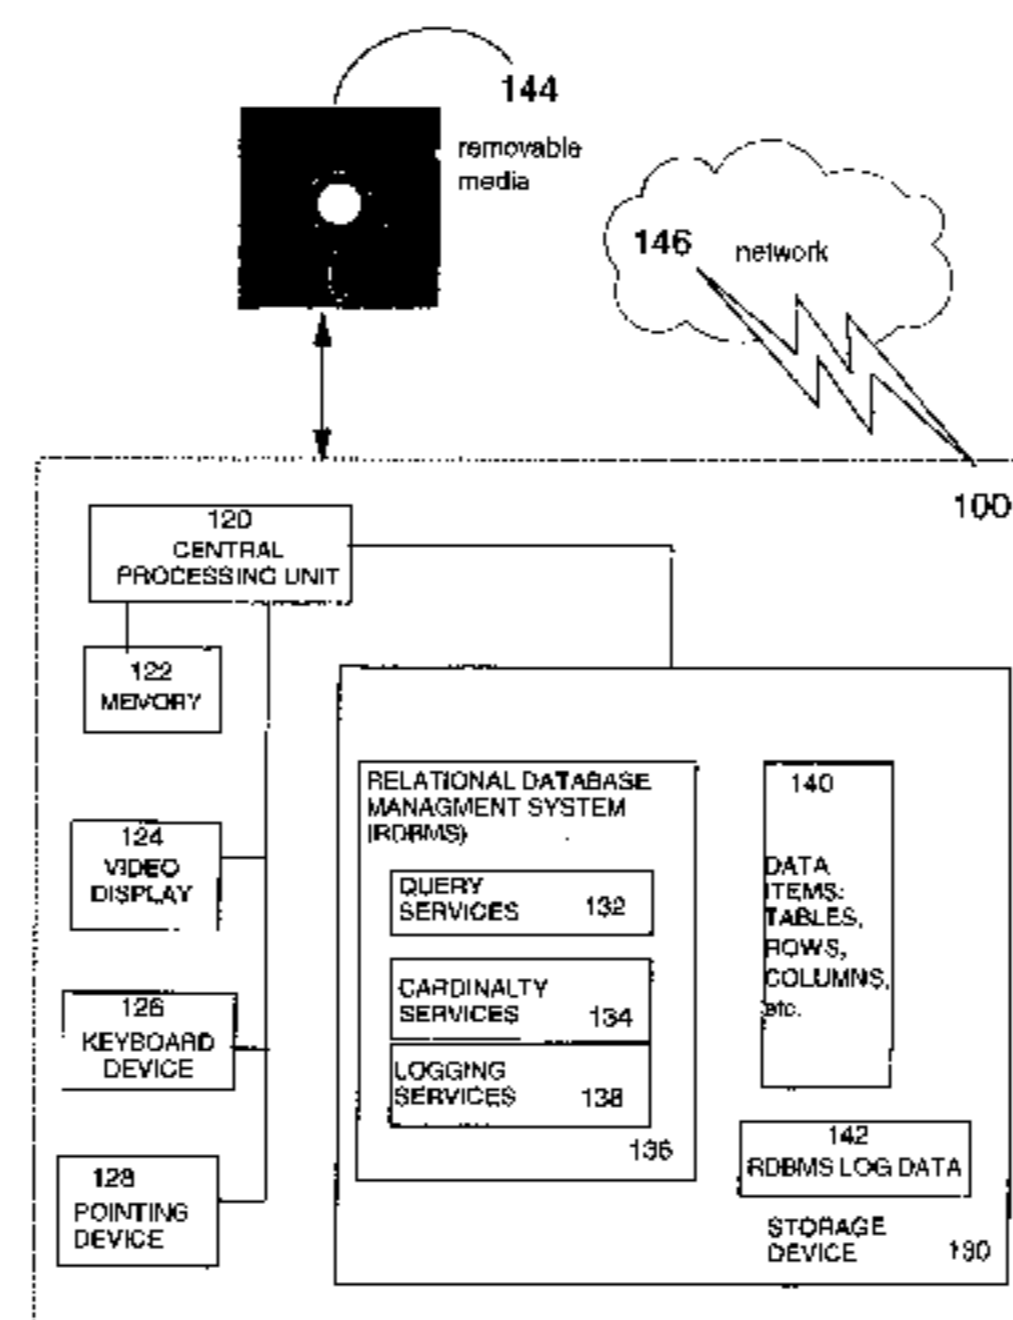 144
removable
media
146 network
100
120
CENTRAL
PROCESSING UNIT
122
MEMORY
124
VIDEO
DISPLAY
126
KEYBOARD
DEVICE
128
POINTING
DEVICE
RELATIONAL DATABASE
MANAGMENT SYSTEM
(RDBMS)
QUERY
SERVICES 132
CARDINALTY
SERVICES 134
LOGGING
SERVICES 138
136
140
DATA
ITEMS:
TABLES,
ROWS,
COLUMNS,
etc.
142
RDBMS LOG DATA
STORAGE
DEVICE 130